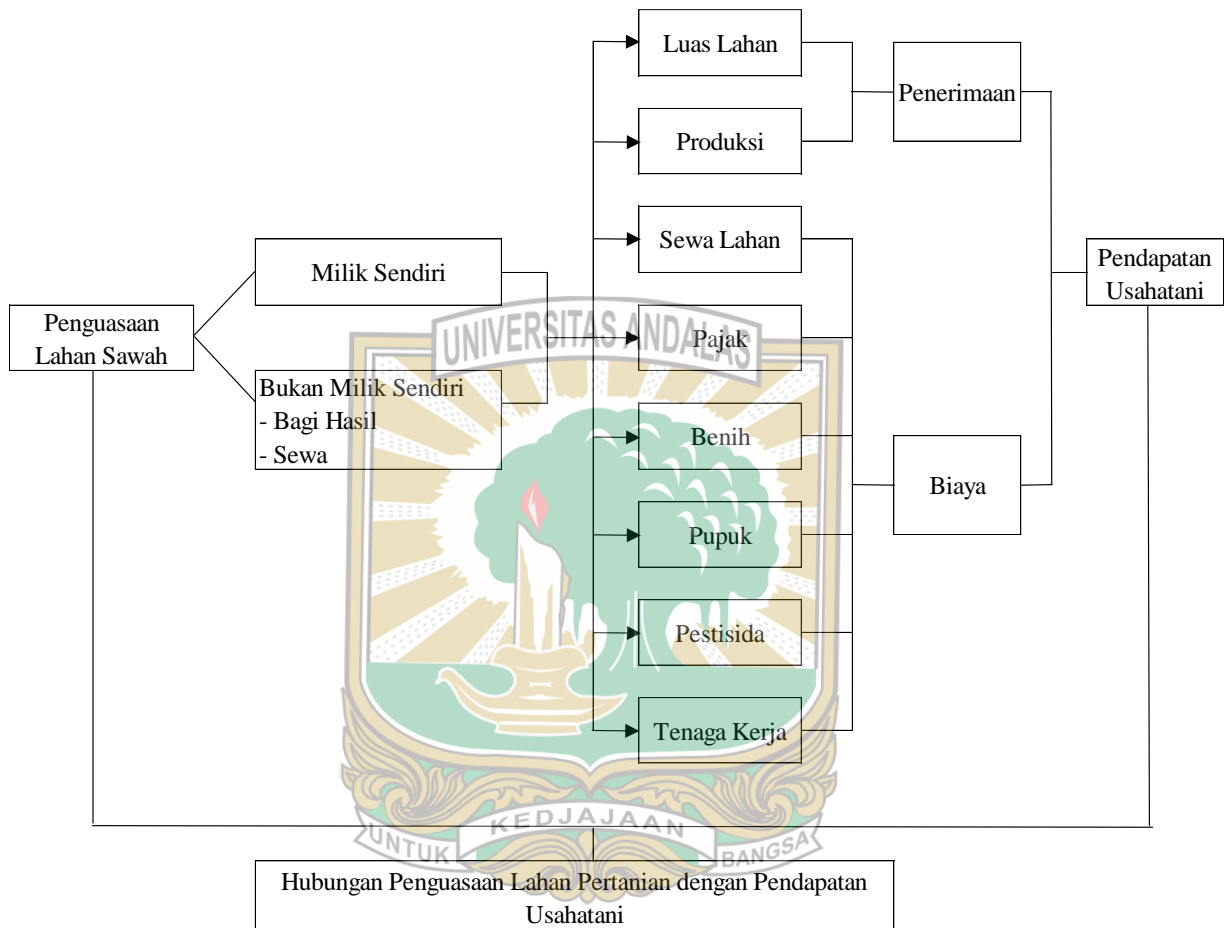 Luas Lahan
Penerimaan
Produksi
Sewa Lahan
Milik Sendiri
Pendapatan
Usahatani
Penguasaan
Lahan Sawah
UNIVERSITAS ANDALAS
Pajak
Bukan Milik Sendiri
- Bagi Hasil
- Sewa
Benih
Biaya
Pupuk
Pestisida
Tenaga Kerja
UNTUK KEDJAJAAN BANGSA
Hubungan Penguasaan Lahan Pertanian dengan Pendapatan
Usahatani